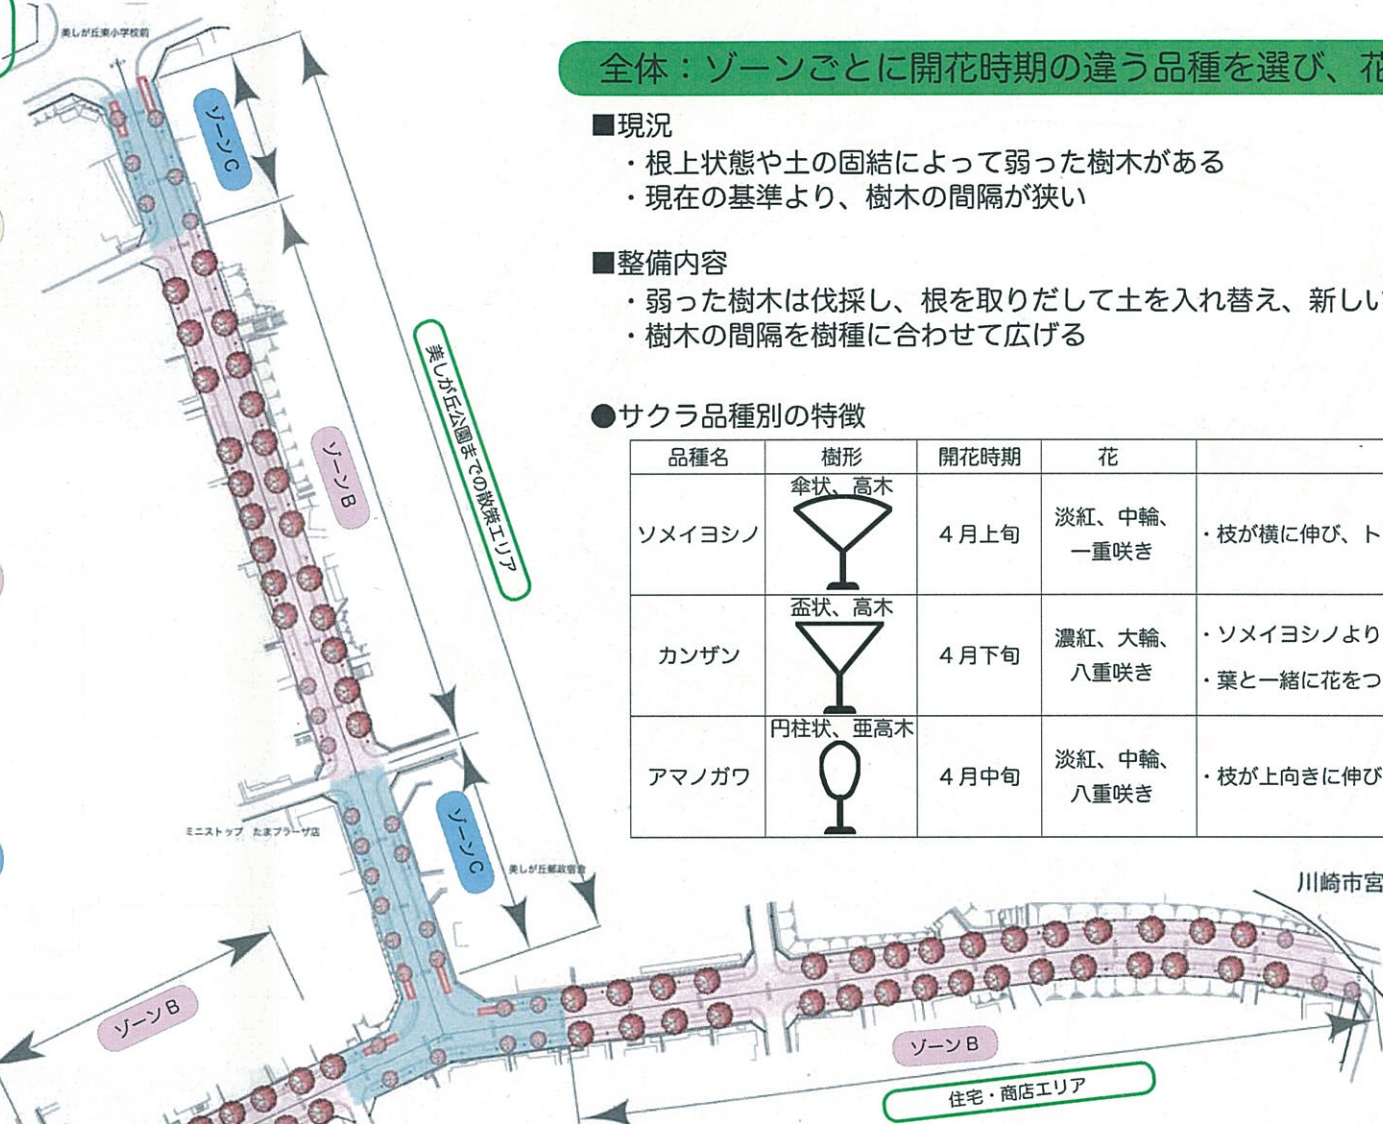 美しが丘東小学校前
ゾーンC
ゾーンB
美しが丘公園までの散策エリア
ミニストップ たまプラーザ店
ゾーンC
美しが丘郵政宿舎
ゾーンB
ゾーンB
住宅・商店エリア
川崎市宮
全体：ゾーンごとに開花時期の違う品種を選び、花
■現況
・根上状態や土の固結によって弱った樹木がある
・現在の基準より、樹木の間隔が狭い
■整備内容
・弱った樹木は伐採し、根を取りだして土を入れ替え、新しい
・樹木の間隔を樹種に合わせて広げる
●サクラ品種別の特徴
品種名 樹形 開花時期 花
傘状、高木
ソメイヨシノ 4月上旬 淡紅、中輪、
一重咲き
・枝が横に伸び、ト
盃状、高木
カンザン 4月下旬 濃紅、大輪、
八重咲き
・ソメイヨシノより
・葉と一緒に花をつ
円柱状、亜高木
アマノガワ 4月中旬 淡紅、中輪、
八重咲き
・枝が上向きに伸び